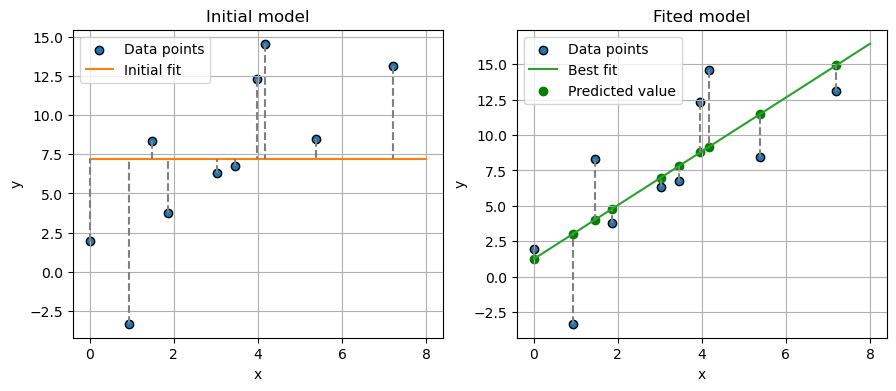 Initial model
Data points
Initial fit
15.0
12.5
10.0
7.5
5.0
2.5
0.0
−2.5
y
0 2 4 6 8
x
Fited model
Data points
Best fit
Predicted value
15.0
12.5
10.0
7.5
5.0
2.5
0.0
−2.5
y
0 2 4 6 8
x